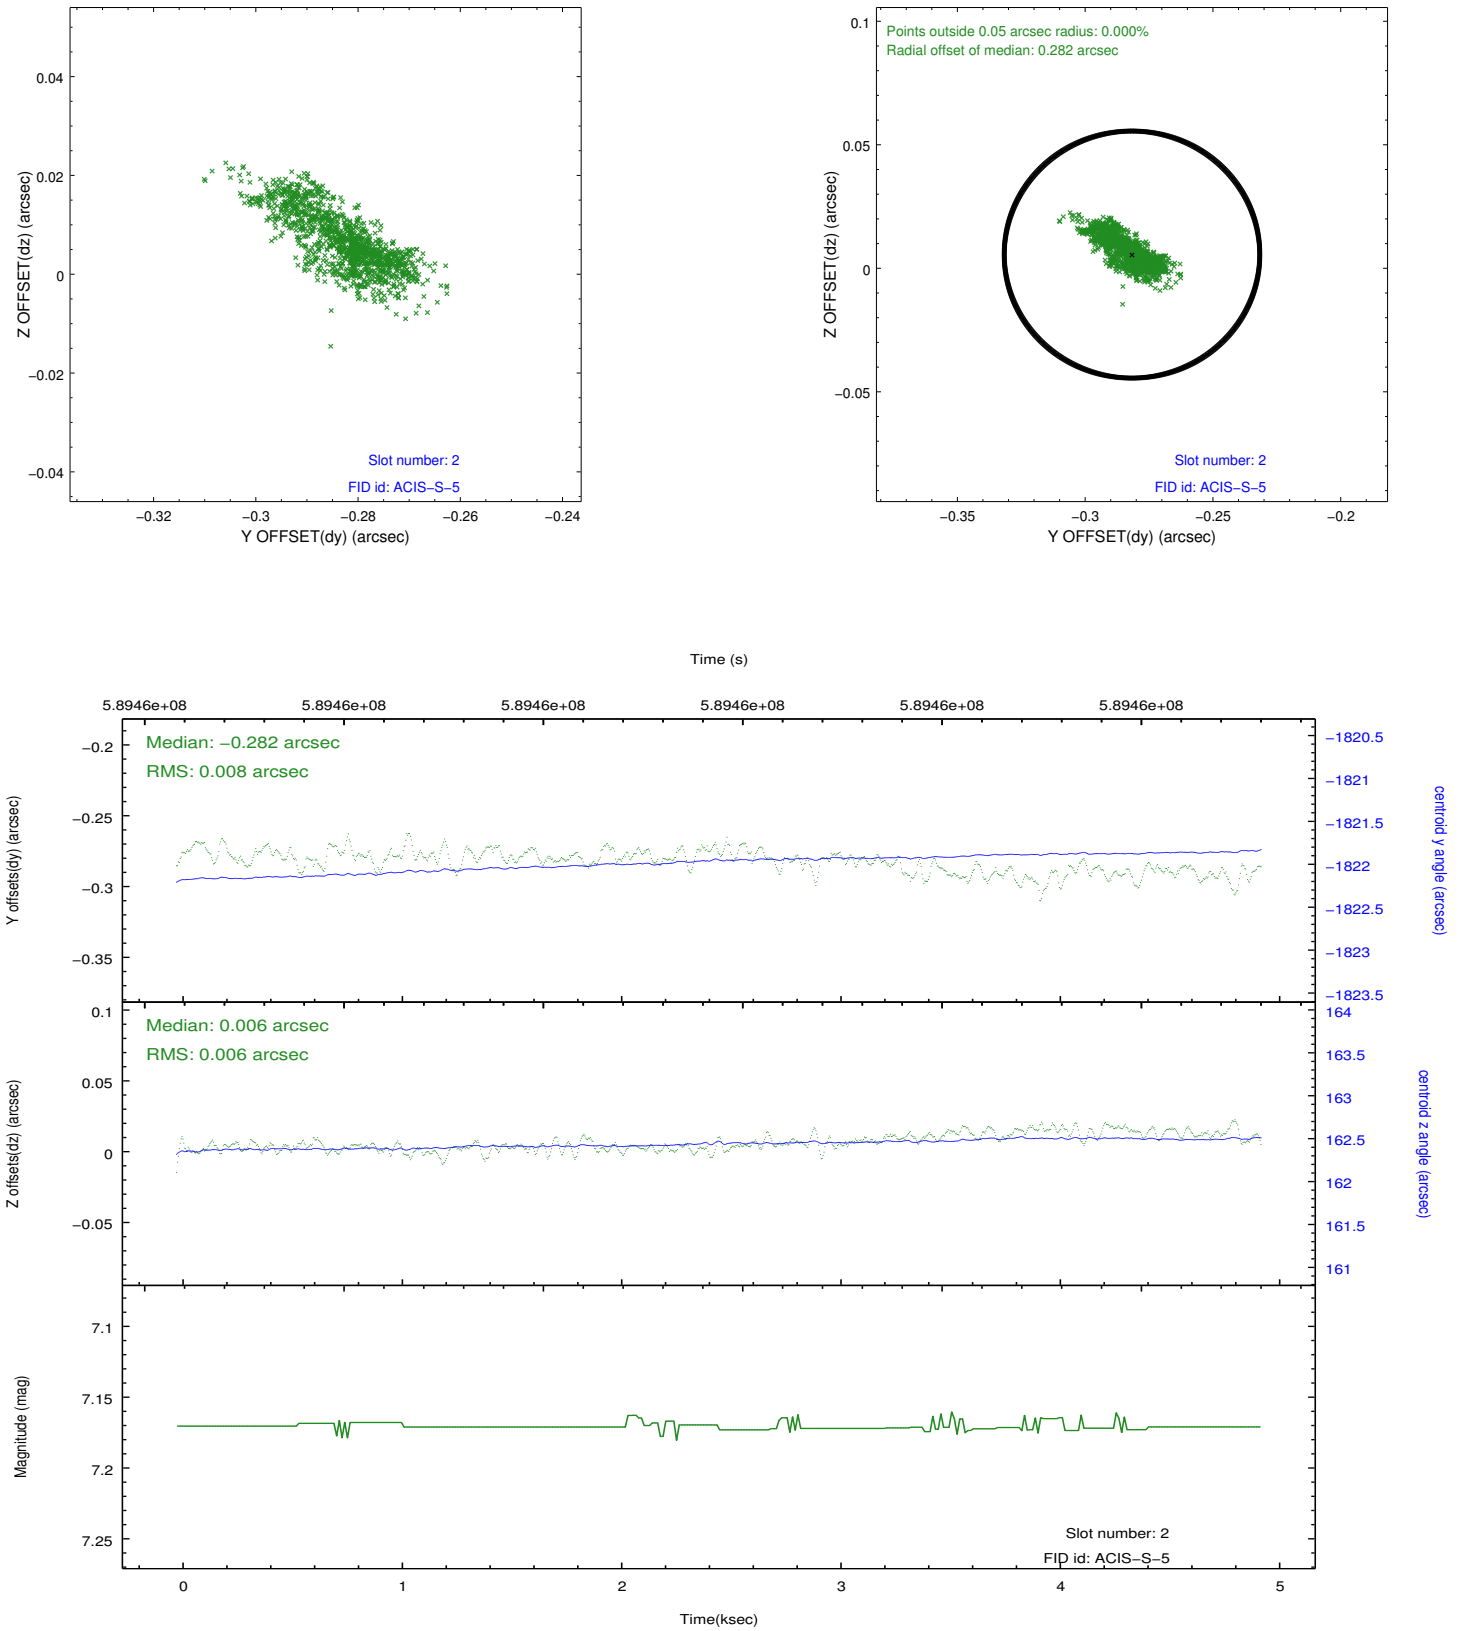 0.04
0.02
0
−0.02
−0.04
Z OFFSET(dz) (arcsec)
Slot number: 2
FID id: ACIS−S−5
−0.32
−0.3
−0.28
−0.26
−0.24
Y OFFSET(dy) (arcsec)
Points outside 0.05 arcsec radius: 0.000%
Radial offset of median: 0.282 arcsec
0.1
0.05
0
−0.05
Z OFFSET(dz) (arcsec)
Slot number: 2
FID id: ACIS−S−5
−0.35
−0.3
−0.25
−0.2
Y OFFSET(dy) (arcsec)
Time (s)
5.8946e+08
5.8946e+08
5.8946e+08
5.8946e+08
5.8946e+08
5.8946e+08
Median: −0.282 arcsec
RMS: 0.008 arcsec
−0.2
−0.25
−0.3
−0.35
Y offsets(dy) (arcsec)
−1820.5
−1821
−1821.5
−1822
−1822.5
−1823
−1823.5
centroid y angle (arcsec)
Median: 0.006 arcsec
RMS: 0.006 arcsec
0.1
0.05
0
−0.05
Z offsets(dz) (arcsec)
164
163.5
163
162.5
162
161.5
161
centroid z angle (arcsec)
7.1
7.15
7.2
7.25
Magnitude (mag)
Slot number: 2
FID id: ACIS−S−5
0
1
2
3
4
5
Time(ksec)